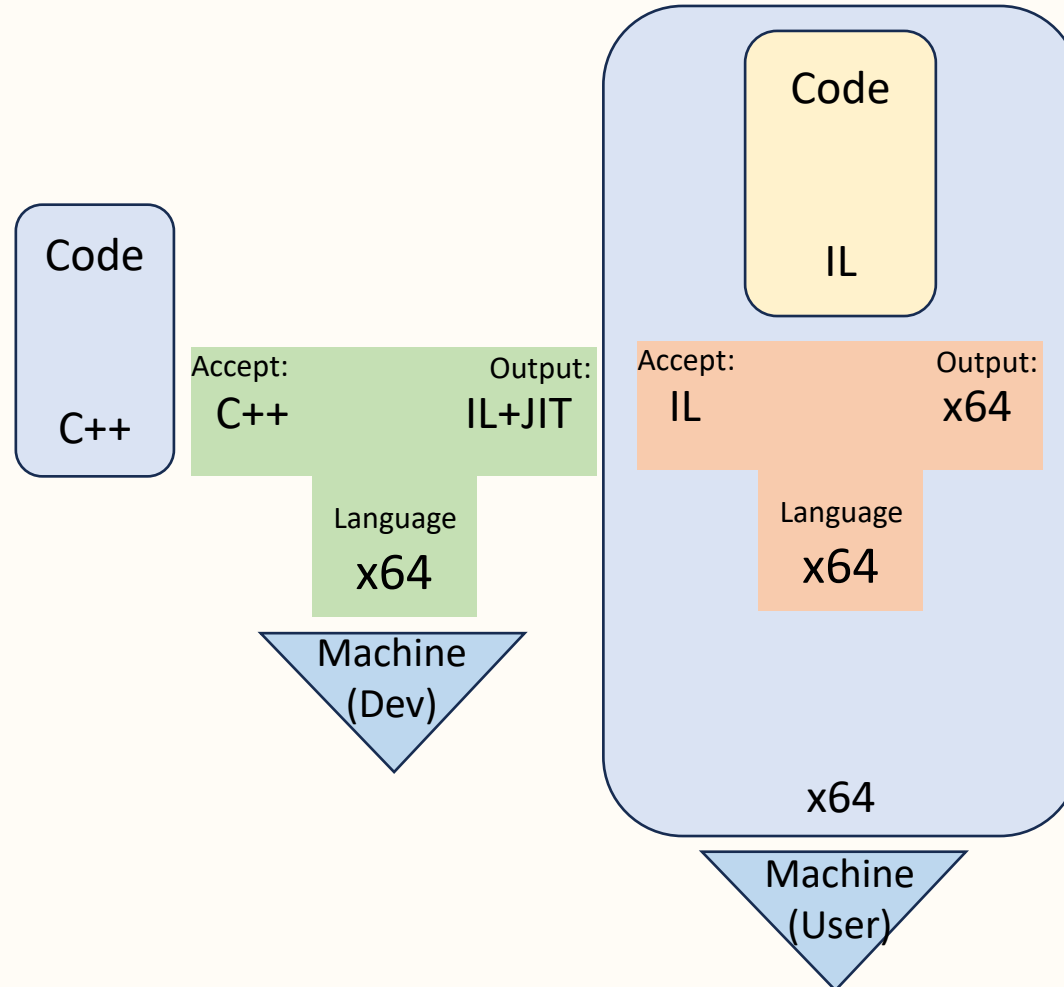 Code
C++
Accept:
C++
Output:
IL+JIT
Language
x64
Machine
(Dev)
Code
IL
Accept:
IL
Output:
x64
Language
x64
x64
Machine
(User)